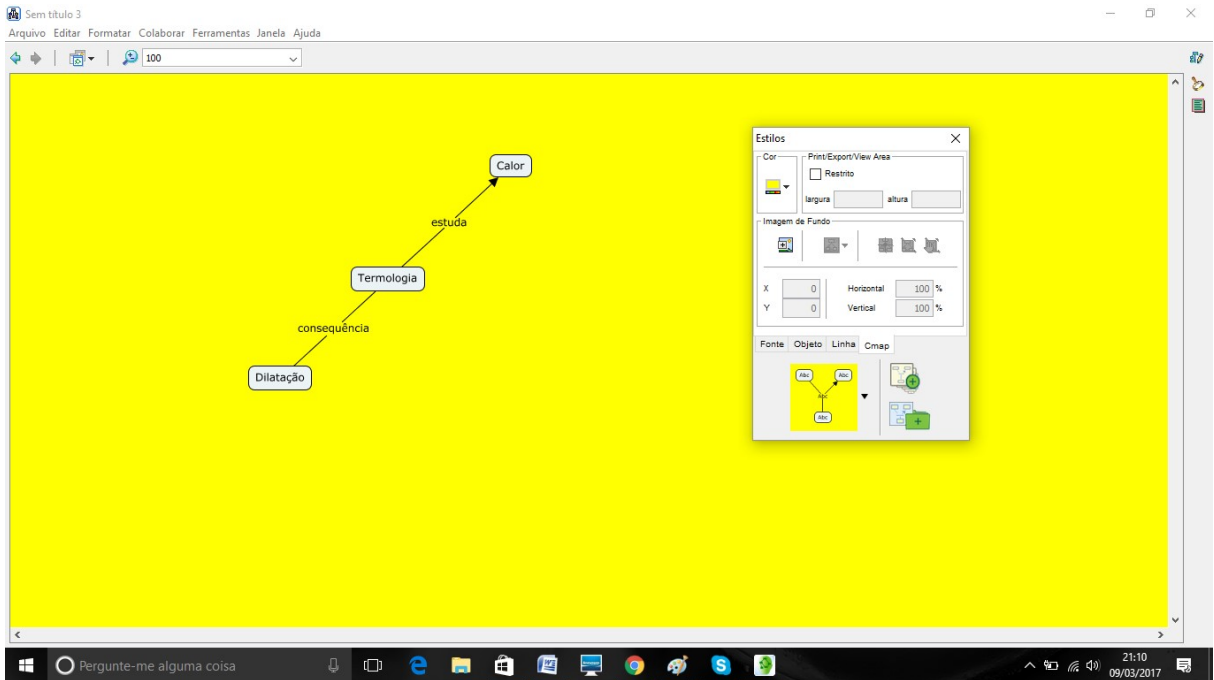 Sem título 3
Arquivo Editar Formatar Colaborar Ferramentas Janela Ajuda
100
Calor
estuda
Termologia
consequência
Dilatação
Estilos
Cor
Print/Export/View Area
Restrito
largura altura
Imagem de Fundo
X 0 Horizontal 100 %
Y 0 Vertical 100 %
Fonte Objeto Linha Cmap
Abc Abc
Abc
Abc
Pergunte-me alguma coisa
21:10
09/03/2017